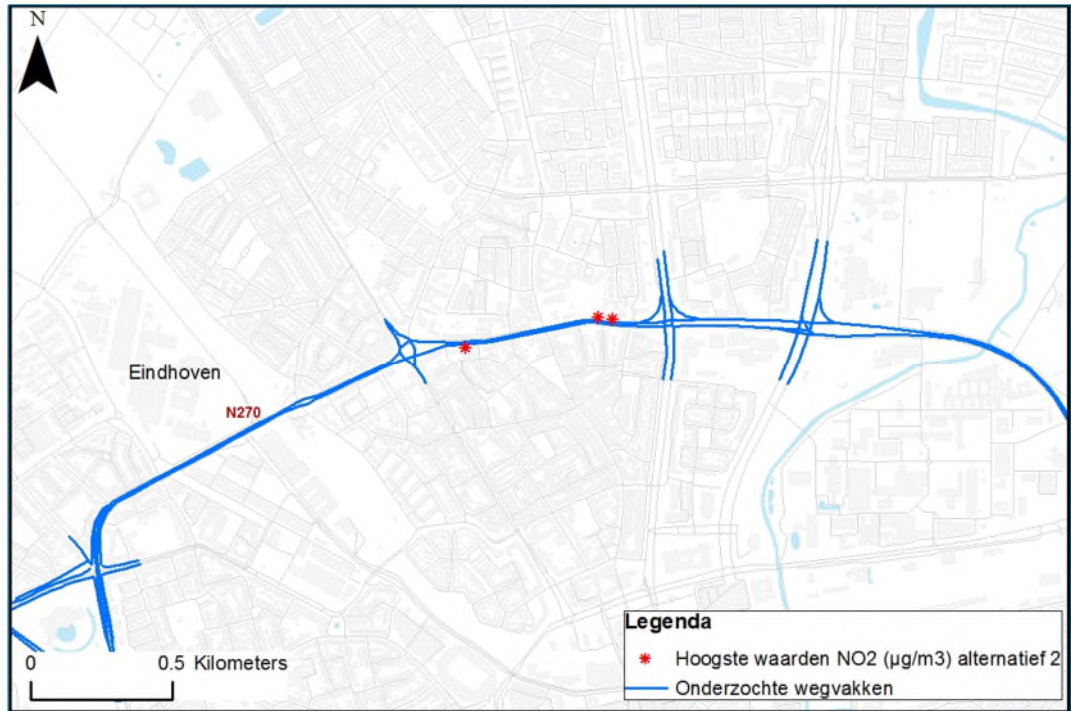 N
Eindhoven
N270
0 0.5 Kilometers
Legenda
Hoogste waarden NO2 (µg/m3) alternatief 2
Onderzochte wegvakken